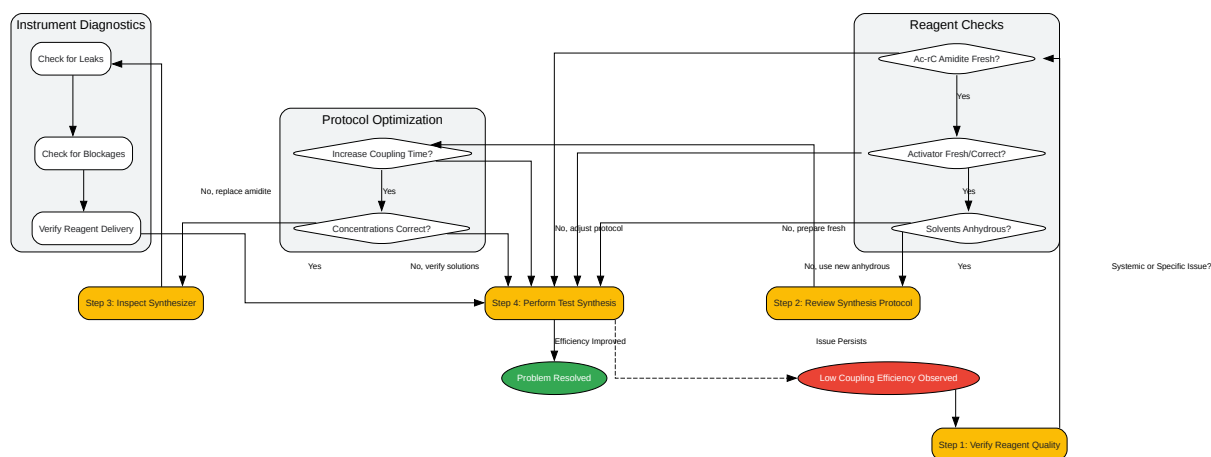 Instrument Diagnostics
Reagent Checks
Check for Leaks
Ac-rC Amidite Fresh?
Yes
Protocol Optimization
Check for Blockages
Increase Coupling Time?
Activator Fresh/Correct?
No, replace amidite
Yes
Yes
Verify Reagent Delivery
Concentrations Correct?
No, adjust protocol
No, prepare fresh
Solvents Anhydrous?
Yes
No, verify solutions
No, use new anhydrous
Yes
Systemic or Specific Issue?
Step 3: Inspect Synthesizer
Step 4: Perform Test Synthesis
Step 2: Review Synthesis Protocol
Efficiency Improved
Issue Persists
Problem Resolved
Low Coupling Efficiency Observed
Step 1: Verify Reagent Quality